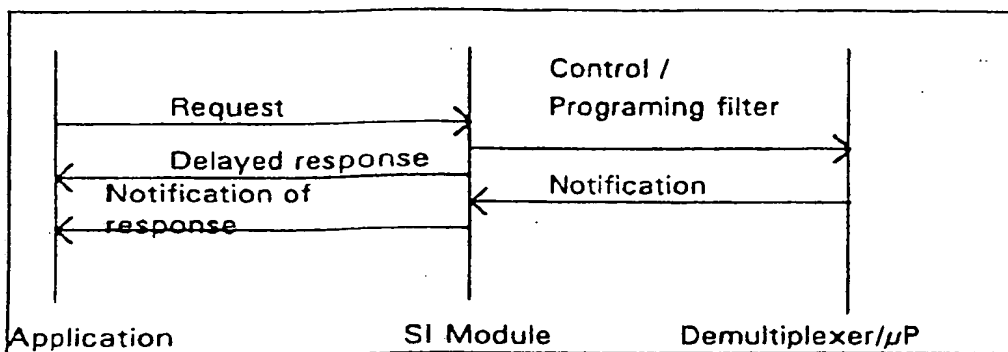 Control /
Programing filter
Request
Delayed response
Notification of
response
Notification
Application
SI Module
Demultiplexer/μP